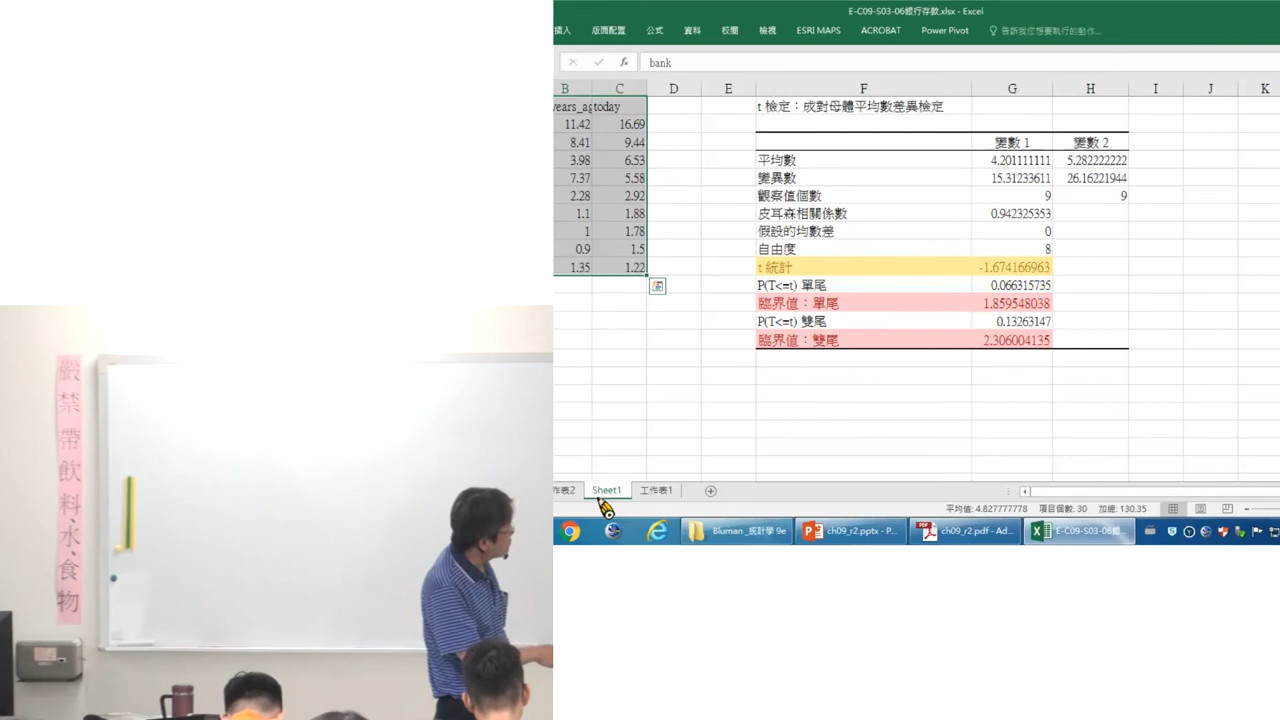 E-C09-S03-06銀行存款.xlsx - Excel
插入 版面配置 公式 資料 校閱 檢視 ESRI MAPS ACROBAT Power Pivot 告訴我您想要執行的動作...
fx bank
B C D E F G H I J K
years_ag today t 檢定：成對母體平均數差異檢定
11.42 16.69
8.41 9.44 變數 1 變數 2
3.98 6.53 平均數 4.201111111 5.282222222
7.37 5.58 變異數 15.31233611 26.16221944
2.28 2.92 觀察值個數 9 9
1.1 1.88 皮耳森相關係數 0.942325353
1 1.78 假設的均數差 0
0.9 1.5 自由度 8
1.35 1.22 t 統計 -1.674166963
P(T<=t) 單尾 0.066315735
臨界值：單尾 1.859548038
P(T<=t) 雙尾 0.13263147
臨界值：雙尾 2.306004135
作表2 Sheet1 工作表1
平均值: 4.827777778 項目個數: 30 加總: 130.35
Bluman _統計學 9e ch09_r2.pptx - P... ch09_r2.pdf - Ad... E-C09-S03-06銀...
嚴禁帶飲料、水、食物